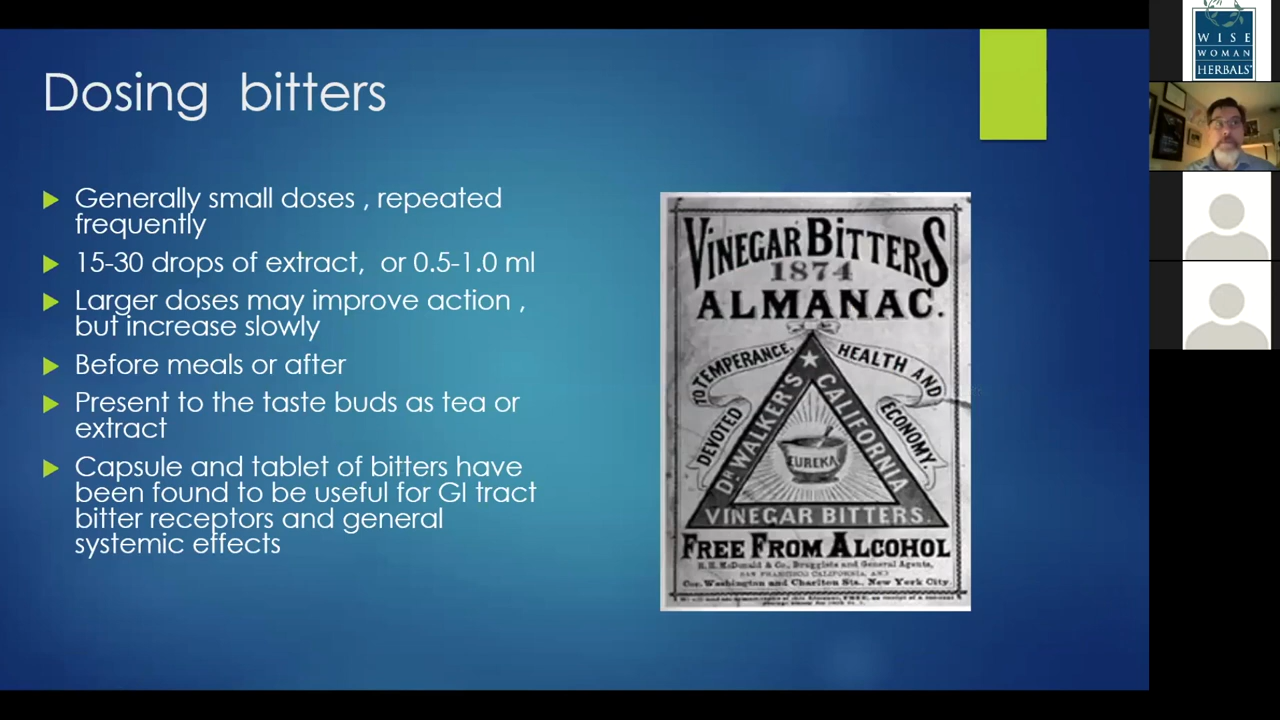 Dosing bitters
Generally small doses , repeated
frequently
15-30 drops of extract, or 0.5-1.0 ml
Larger doses may improve action ,
but increase slowly
Before meals or after
Present to the taste buds as tea or
extract
Capsule and tablet of bitters have
been found to be useful for GI tract
bitter receptors and general
systemic effects
VINEGAR BITTERS
1874
ALMANAC.
DEVOTED TO TEMPERANCE,
HEALTH AND ECONOMY.
DR WALKER'S CALIFORNIA
EUREKA
VINEGAR BITTERS.
FREE FROM ALCOHOL
R. H. McDonald & Co., Druggists and General Agents,
SAN FRANCISCO CALIFORNIA, AND
Cor. Washington and Charlton Sts., New York City.
WISE
WOMAN
HERBALS